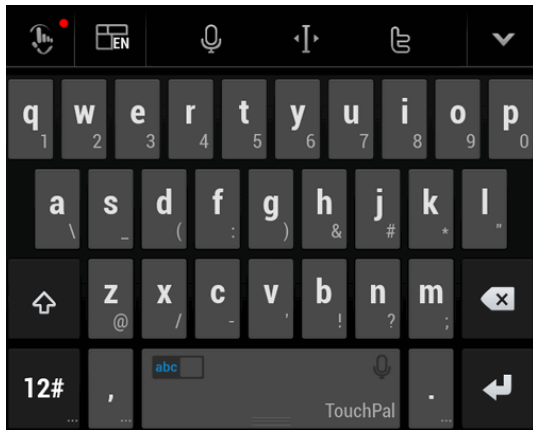 EN
q w e r t y u i o p
1 2 3 4 5 6 7 8 9 0
a s d f g h j k l
\ _ ( : ) & # * "
z x c v b n m
@ / - ' ! ? ;
12# , abc .
... ... TouchPal ...